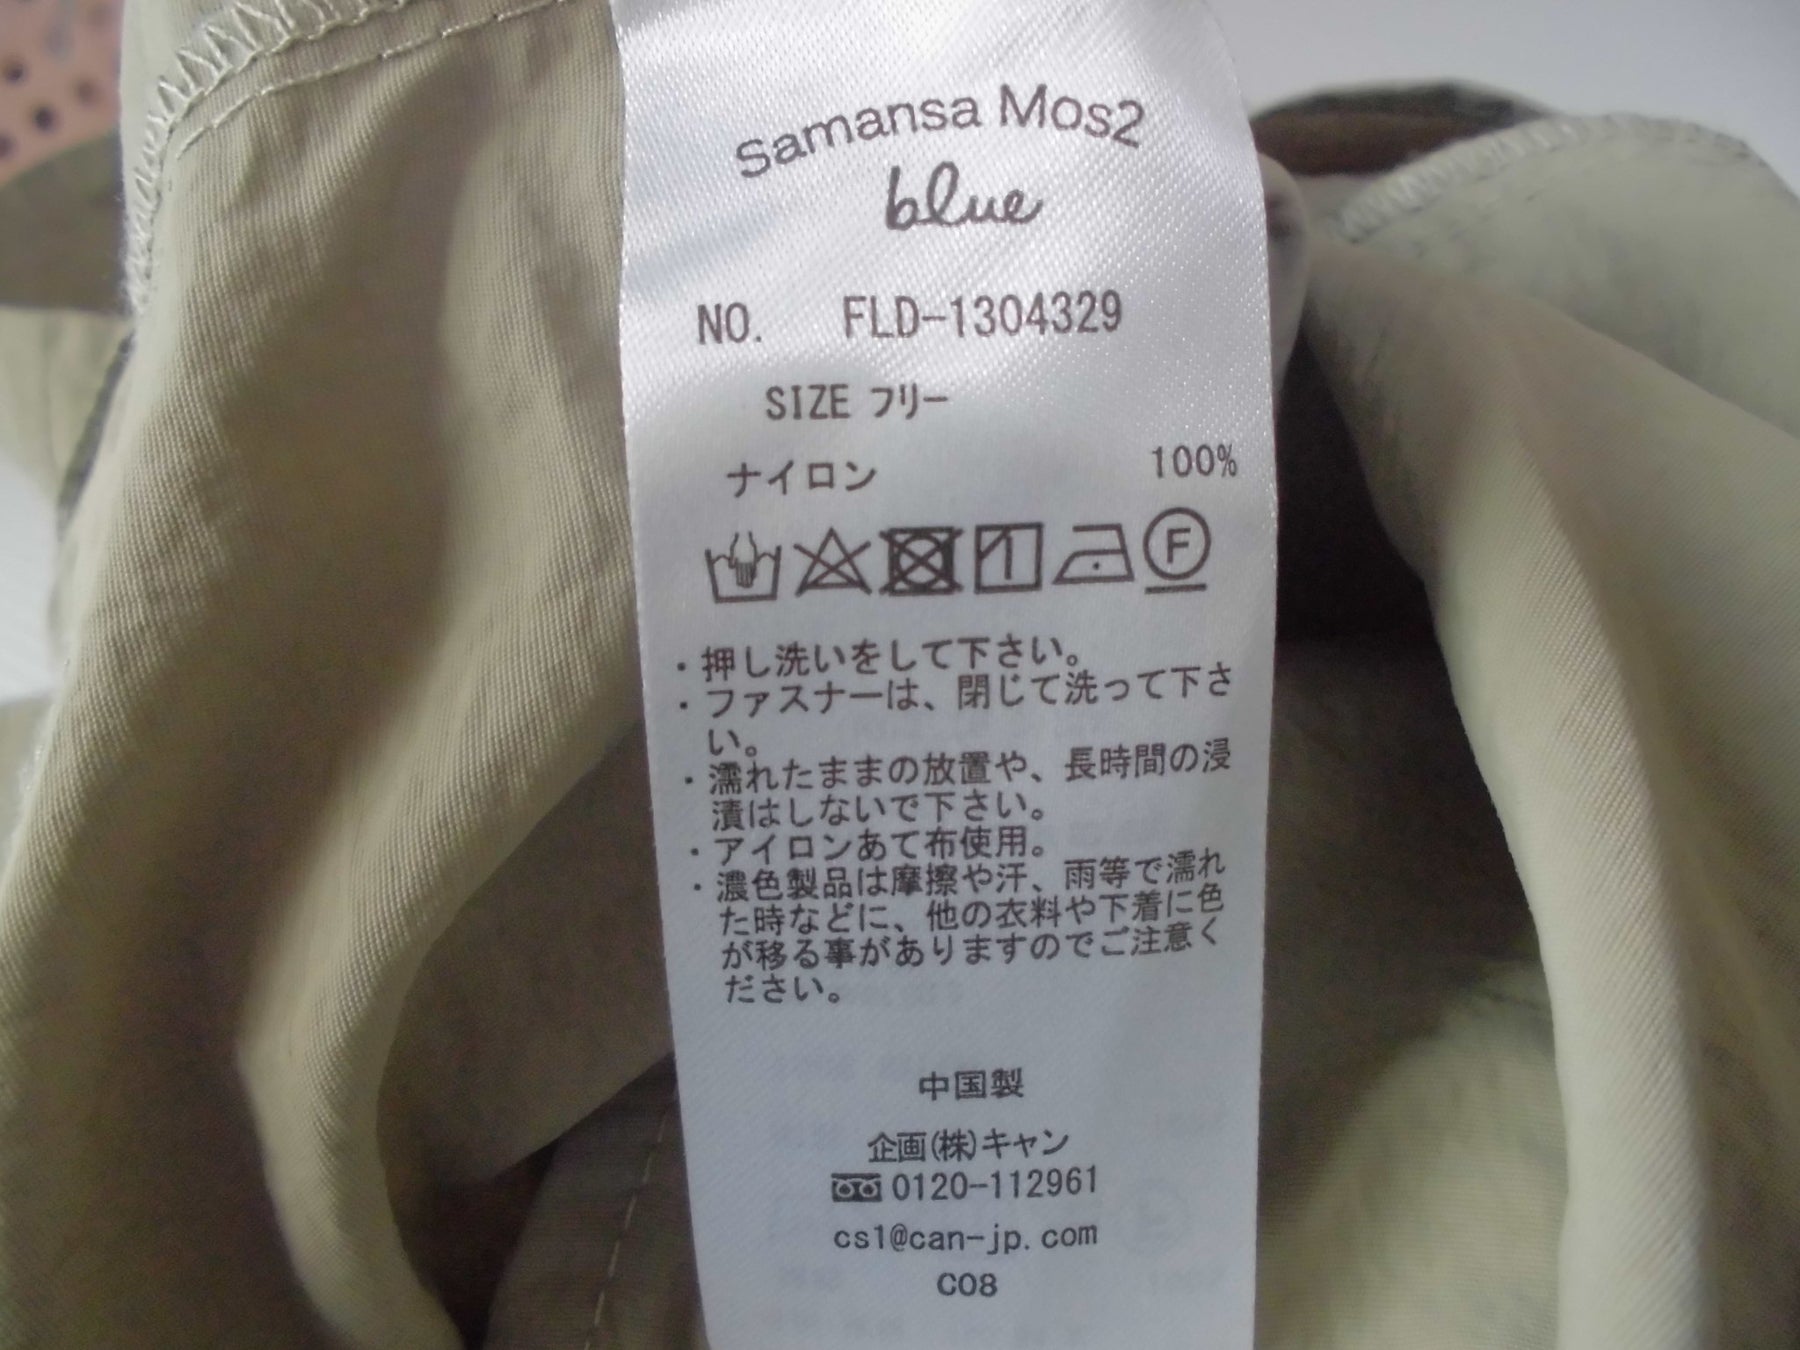 Samansa Mos2
blue
NO. FLD-1304329
SIZE フリー
ナイロン 100%
F
・押し洗いをして下さい。
・ファスナーは、閉じて洗って下さ
い。
・濡れたままの放置や、長時間の浸
漬はしないで下さい。
・アイロンあて布使用。
・濃色製品は摩擦や汗、雨等で濡れ
た時などに、他の衣料や下着に色
が移る事がありますのでご注意く
ださい。
中国製
企画(株)キャン
0120-112961
cs1@can-jp.com
C08